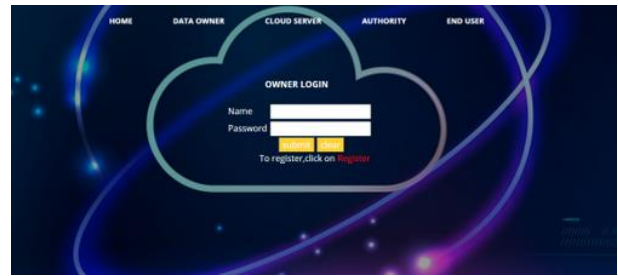 HOME DATA OWNER CLOUD SERVER AUTHORITY END USER
OWNER LOGIN
Name
Password
submit clear
To register,click on Register